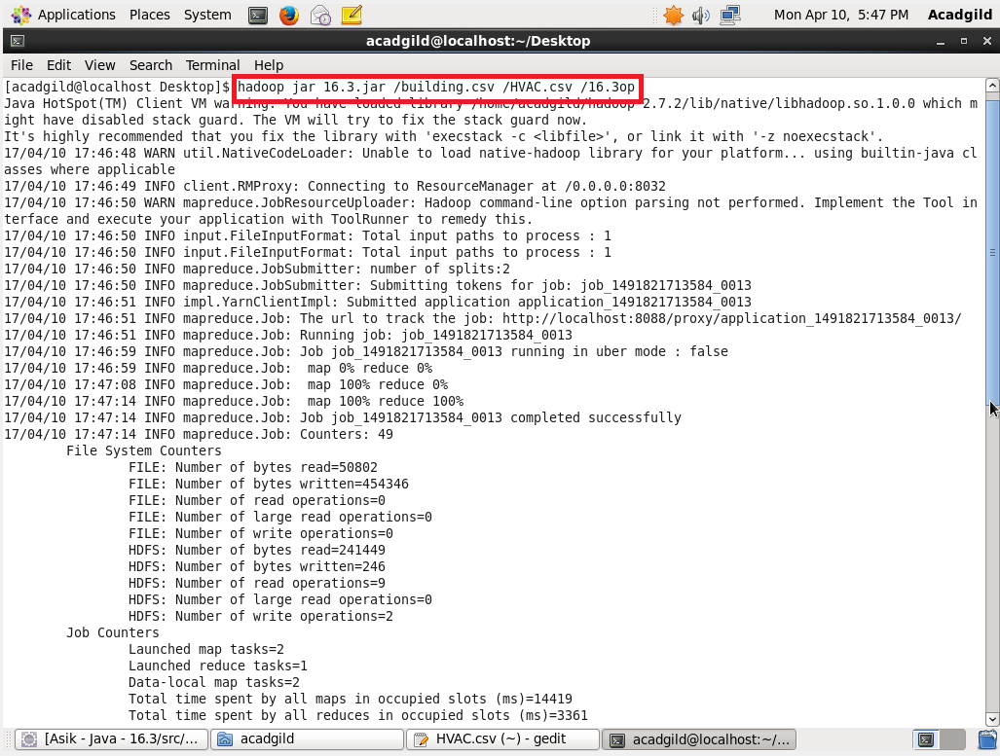 Applications Places System Mon Apr 10, 5:47 PM Acadgild
acadgild@localhost:~/Desktop
File Edit View Search Terminal Help
[acadgild@localhost Desktop]$ hadoop jar 16.3.jar /building.csv /HVAC.csv /16.3op
Java HotSpot(TM) Client VM warning: You have loaded library /home/acadgild/hadoop-2.7.2/lib/native/libhadoop.so.1.0.0 which m
ight have disabled stack guard. The VM will try to fix the stack guard now.
It's highly recommended that you fix the library with 'execstack -c <libfile>', or link it with '-z noexecstack'.
17/04/10 17:46:48 WARN util.NativeCodeLoader: Unable to load native-hadoop library for your platform... using builtin-java cl
asses where applicable
17/04/10 17:46:49 INFO client.RMProxy: Connecting to ResourceManager at /0.0.0.0:8032
17/04/10 17:46:50 WARN mapreduce.JobResourceUploader: Hadoop command-line option parsing not performed. Implement the Tool in
terface and execute your application with ToolRunner to remedy this.
17/04/10 17:46:50 INFO input.FileInputFormat: Total input paths to process : 1
17/04/10 17:46:50 INFO input.FileInputFormat: Total input paths to process : 1
17/04/10 17:46:50 INFO mapreduce.JobSubmitter: number of splits:2
17/04/10 17:46:50 INFO mapreduce.JobSubmitter: Submitting tokens for job: job_1491821713584_0013
17/04/10 17:46:51 INFO impl.YarnClientImpl: Submitted application application_1491821713584_0013
17/04/10 17:46:51 INFO mapreduce.Job: The url to track the job: http://localhost:8088/proxy/application_1491821713584_0013/
17/04/10 17:46:51 INFO mapreduce.Job: Running job: job_1491821713584_0013
17/04/10 17:46:59 INFO mapreduce.Job: Job job_1491821713584_0013 running in uber mode : false
17/04/10 17:46:59 INFO mapreduce.Job:  map 0% reduce 0%
17/04/10 17:47:08 INFO mapreduce.Job:  map 100% reduce 0%
17/04/10 17:47:14 INFO mapreduce.Job:  map 100% reduce 100%
17/04/10 17:47:14 INFO mapreduce.Job: Job job_1491821713584_0013 completed successfully
17/04/10 17:47:14 INFO mapreduce.Job: Counters: 49
File System Counters
FILE: Number of bytes read=50802
FILE: Number of bytes written=454346
FILE: Number of read operations=0
FILE: Number of large read operations=0
FILE: Number of write operations=0
HDFS: Number of bytes read=241449
HDFS: Number of bytes written=246
HDFS: Number of read operations=9
HDFS: Number of large read operations=0
HDFS: Number of write operations=2
Job Counters
Launched map tasks=2
Launched reduce tasks=1
Data-local map tasks=2
Total time spent by all maps in occupied slots (ms)=14419
Total time spent by all reduces in occupied slots (ms)=3361
[Asik - Java - 16.3/src/... acadgild HVAC.csv (~) - gedit acadgild@localhost:~/...